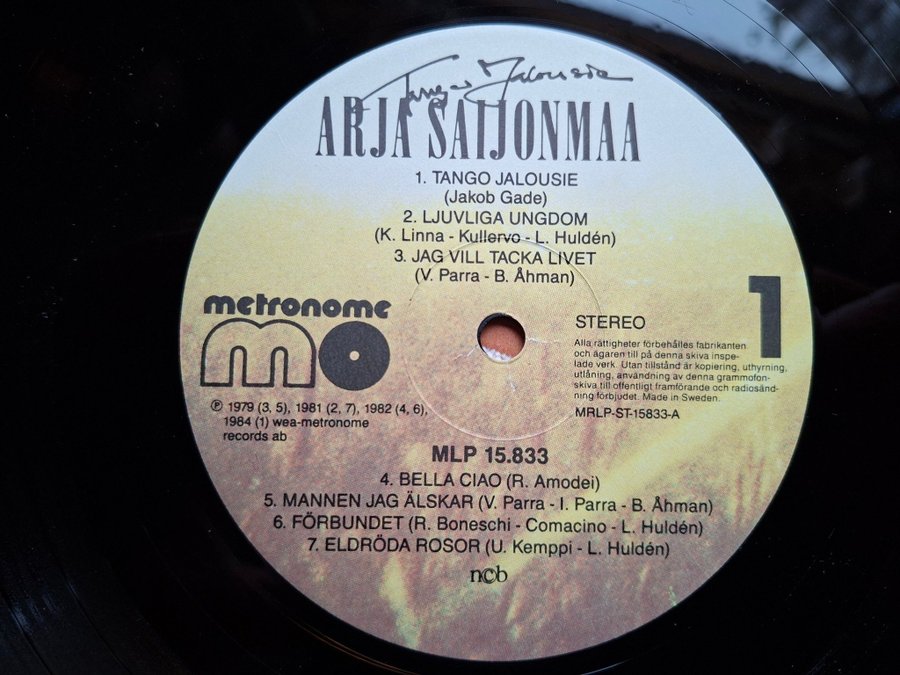 Tango Jalousie
ARJA SAIJONMAA
1. TANGO JALOUSIE
(Jakob Gade)
2. LJUVLIGA UNGDOM
(K. Linna - Kullervo - L. Huldén)
3. JAG VILL TACKA LIVET
(V. Parra - B. Åhman)
metronome
mo
℗ 1979 (3, 5), 1981 (2, 7), 1982 (4, 6),
1984 (1) wea-metronome
records ab
1
STEREO
Alla rättigheter förbehålles fabrikanten
och ägaren till på denna skiva inspe-
lade verk. Utan tillstånd är kopiering, uthyrning,
utlåning, användning av denna grammofon-
skiva till offentligt framförande och radiosänd-
ning förbjudet. Made in Sweden.
MRLP-ST-15833-A
MLP 15.833
4. BELLA CIAO (R. Amodei)
5. MANNEN JAG ÄLSKAR (V. Parra - I. Parra - B. Åhman)
6. FÖRBUNDET (R. Boneschi - Comacino - L. Huldén)
7. ELDRÖDA ROSOR (U. Kemppi - L. Huldén)
ncb